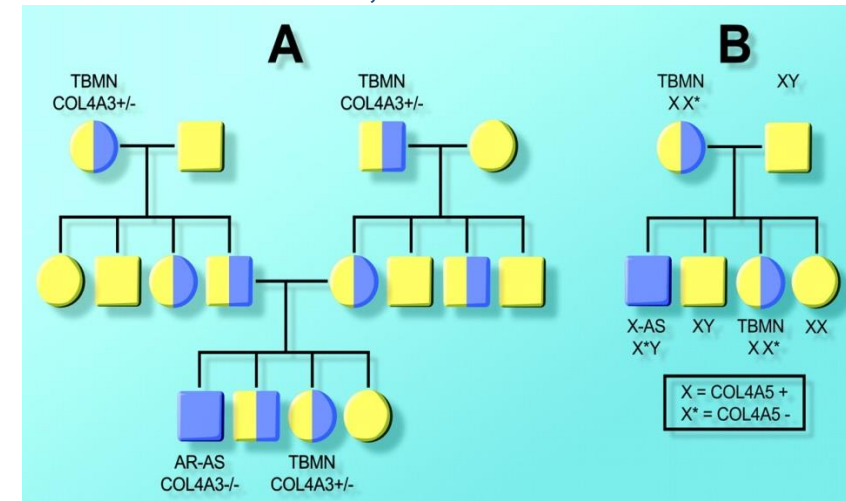 A
B
TBMN
COL4A3+/-
TBMN
COL4A3+/-
TBMN
X X*
XY
X-AS
X*Y
XY
TBMN
X X*
XX
X = COL4A5 +
X* = COL4A5 -
AR-AS
COL4A3-/-
TBMN
COL4A3+/-